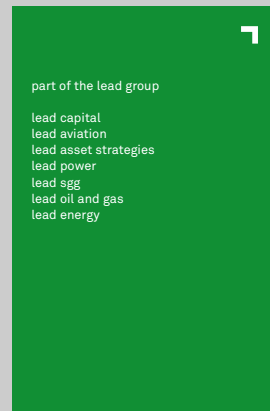 part of the lead group
lead capital
lead aviation
lead asset strategies
lead power
lead sgg
lead oil and gas
lead energy